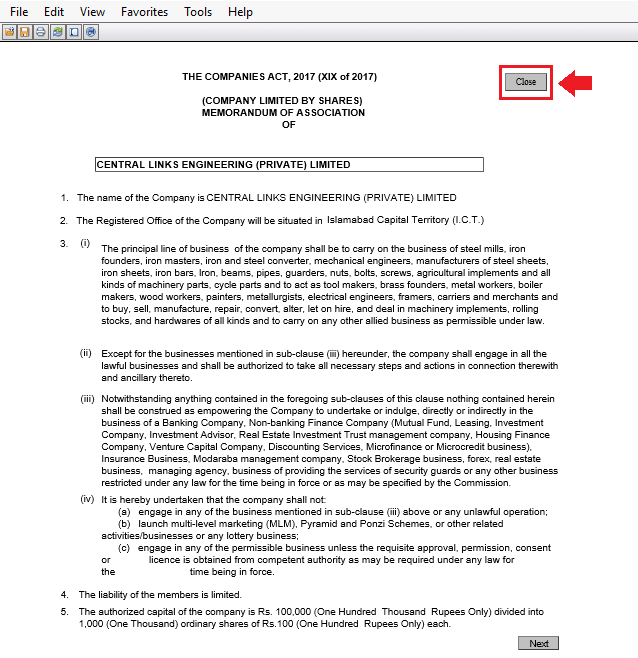 File Edit View Favorites Tools Help
THE COMPANIES ACT, 2017 (XIX of 2017)
Close
(COMPANY LIMITED BY SHARES)
MEMORANDUM OF ASSOCIATION
OF
CENTRAL LINKS ENGINEERING (PRIVATE) LIMITED
1. The name of the Company is CENTRAL LINKS ENGINEERING (PRIVATE) LIMITED
2. The Registered Office of the Company will be situated in Islamabad Capital Territory (I.C.T.)
3. (i) The principal line of business of the company shall be to carry on the business of steel mills, iron
founders, iron masters, iron and steel converter, mechanical engineers, manufacturers of steel sheets,
iron sheets, iron bars, Iron, beams, pipes, guarders, nuts, bolts, screws, agricultural implements and all
kinds of machinery parts, cycle parts and to act as tool makers, brass founders, metal workers, boiler
makers, wood workers, painters, metallurgists, electrical engineers, framers, carriers and merchants and
to buy, sell, manufacture, repair, convert, alter, let on hire, and deal in machinery implements, rolling
stocks, and hardwares of all kinds and to carry on any other allied business as permissible under law.
(ii) Except for the businesses mentioned in sub-clause (iii) hereunder, the company shall engage in all the
lawful businesses and shall be authorized to take all necessary steps and actions in connection therewith
and ancillary thereto.
(iii) Notwithstanding anything contained in the foregoing sub-clauses of this clause nothing contained herein
shall be construed as empowering the Company to undertake or indulge, directly or indirectly in the
business of a Banking Company, Non-banking Finance Company (Mutual Fund, Leasing, Investment
Company, Investment Advisor, Real Estate Investment Trust management company, Housing Finance
Company, Venture Capital Company, Discounting Services, Microfinance or Microcredit business),
Insurance Business, Modaraba management company, Stock Brokerage business, forex, real estate
business, managing agency, business of providing the services of security guards or any other business
restricted under any law for the time being in force or as may be specified by the Commission.
(iv) It is hereby undertaken that the company shall not:
(a) engage in any of the business mentioned in sub-clause (iii) above or any unlawful operation;
(b) launch multi-level marketing (MLM), Pyramid and Ponzi Schemes, or other related
activities/businesses or any lottery business;
(c) engage in any of the permissible business unless the requisite approval, permission, consent
or licence is obtained from competent authority as may be required under any law for
the time being in force.
4. The liability of the members is limited.
5. The authorized capital of the company is Rs. 100,000 (One Hundred Thousand Rupees Only) divided into
1,000 (One Thousand) ordinary shares of Rs.100 (One Hundred Rupees Only) each.
Next